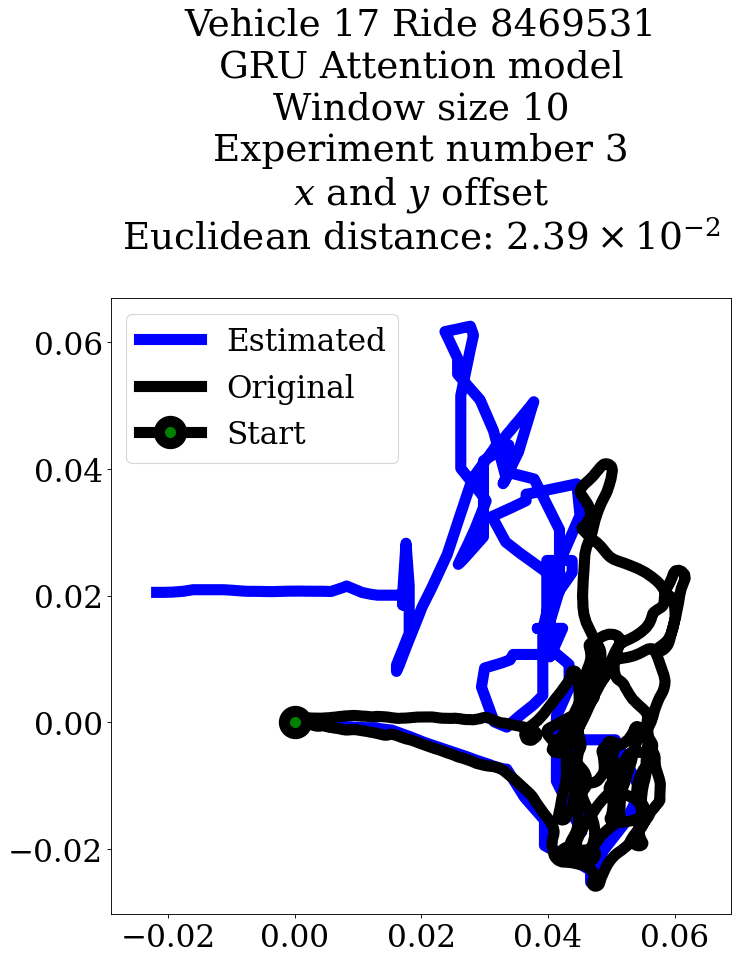 Vehicle 17 Ride 8469531
GRU Attention model
Window size 10
Experiment number 3
x and y offset
Euclidean distance: 2.39 × 10⁻²
Estimated
Original
Start
0.06
0.04
0.02
0.00
−0.02
−0.02 0.00 0.02 0.04 0.06